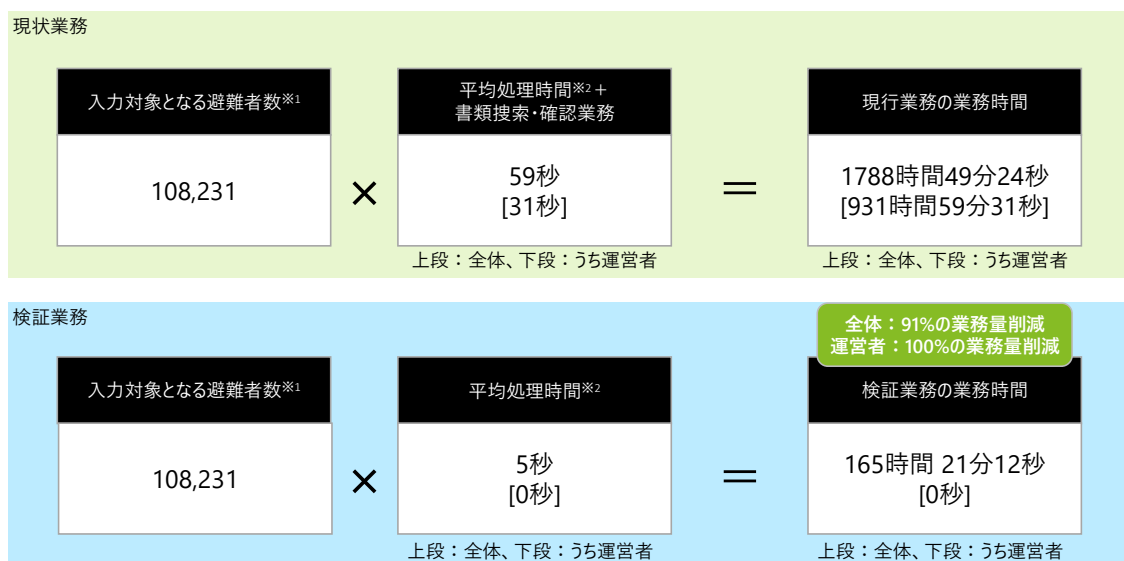 現状業務
入力対象となる避難者数※1
平均処理時間※2＋
書類捜索・確認業務
現行業務の業務時間
108,231
×
59秒
[31秒]
＝
1788時間49分24秒
[931時間59分31秒]
上段：全体、下段：うち運営者
上段：全体、下段：うち運営者
検証業務
全体：91%の業務量削減
運営者：100%の業務量削減
入力対象となる避難者数※1
平均処理時間※2
検証業務の業務時間
108,231
×
5秒
[0秒]
＝
165時間 21分12秒
[0秒]
上段：全体、下段：うち運営者
上段：全体、下段：うち運営者